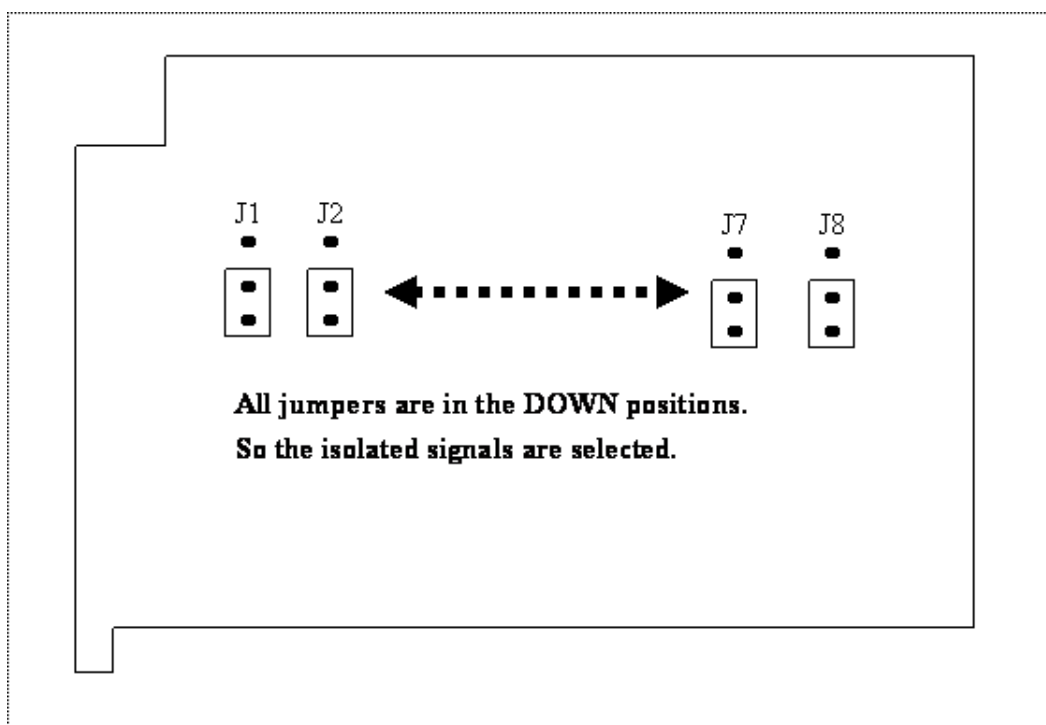 J1 J2 J7 J8
All jumpers are in the DOWN positions.
So the isolated signals are selected.